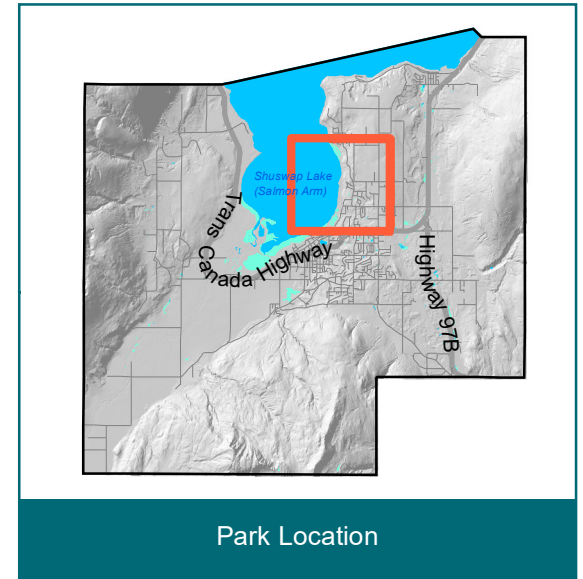 Shuswap Lake
(Salmon Arm)
Trans Canada Highway
Highway 97B
Park Location